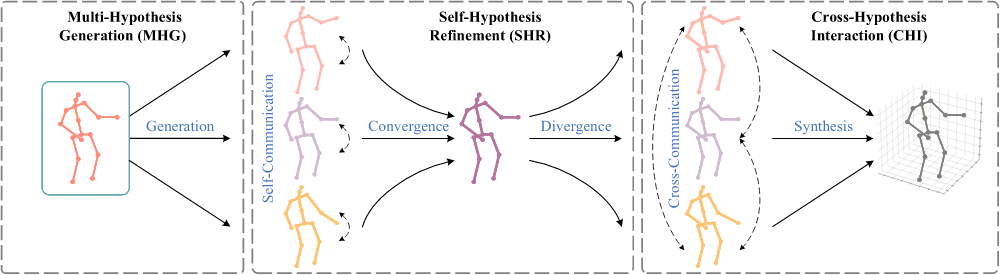 Multi-Hypothesis
Generation (MHG)
Generation
Self-Hypothesis
Refinement (SHR)
Self-Communication
Convergence
Divergence
Cross-Hypothesis
Interaction (CHI)
Cross-Communication
Synthesis